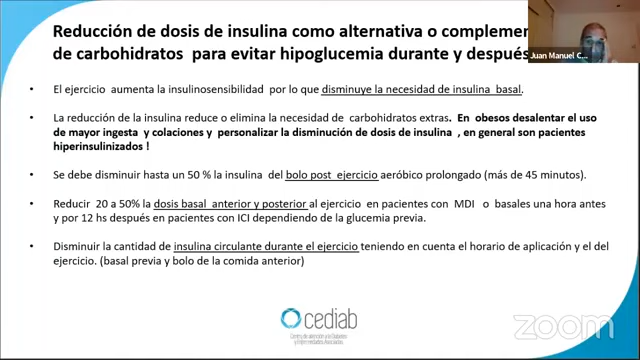 Reducción de dosis de insulina como alternativa o complemen
de carbohidratos para evitar hipoglucemia durante y después
Juan Manuel C...
• El ejercicio aumenta la insulinosensibilidad por lo que disminuye la necesidad de insulina basal.
• La reducción de la insulina reduce o elimina la necesidad de carbohidratos extras. En obesos desalentar el uso
de mayor ingesta y colaciones y personalizar la disminución de dosis de insulina , en general son pacientes
hiperinsulinizados !
• Se debe disminuir hasta un 50 % la insulina del bolo post ejercicio aeróbico prolongado (más de 45 minutos).
• Reducir 20 a 50% la dosis basal anterior y posterior al ejercicio en pacientes con MDI o basales una hora antes
y por 12 hs después en pacientes con ICI dependiendo de la glucemia previa.
• Disminuir la cantidad de insulina circulante durante el ejercicio teniendo en cuenta el horario de aplicación y el del
ejercicio. (basal previa y bolo de la comida anterior)
cediab
zoom